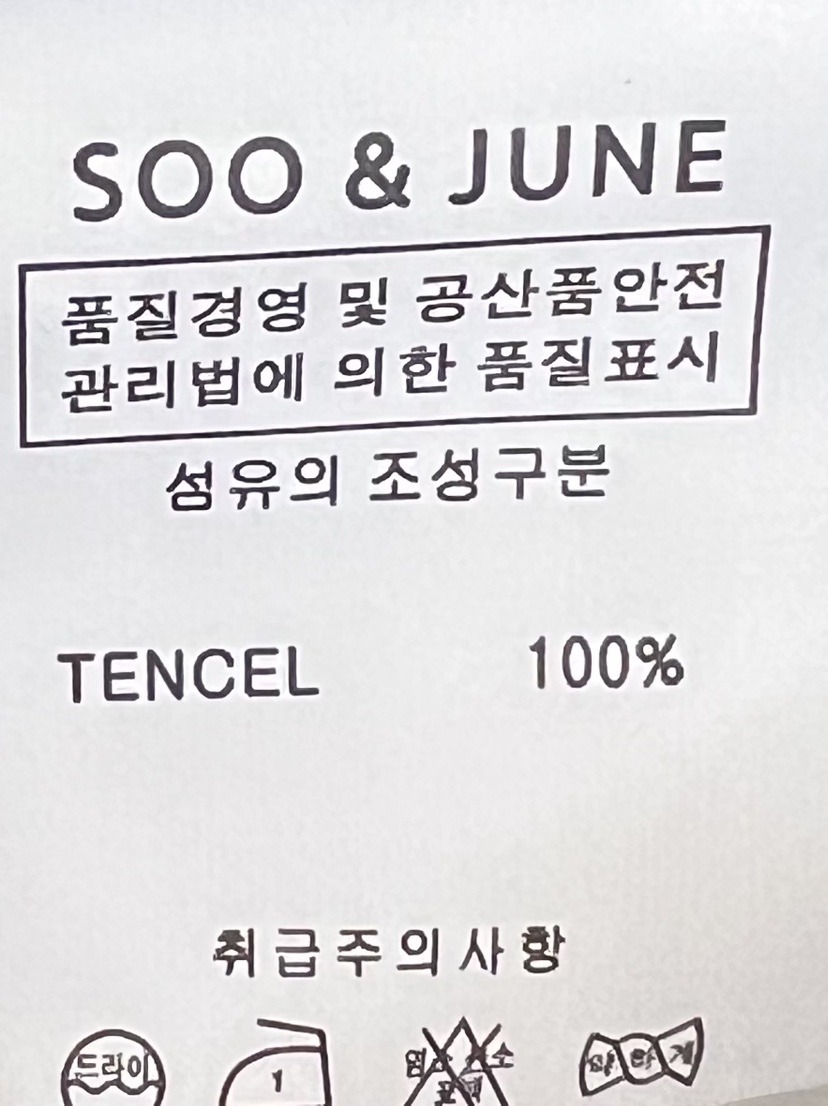 SOO & JUNE
품질경영 및 공산품안전
관리법에 의한 품질표시
섬유의 조성구분
TENCEL 100%
취급주의사항
드라이
1